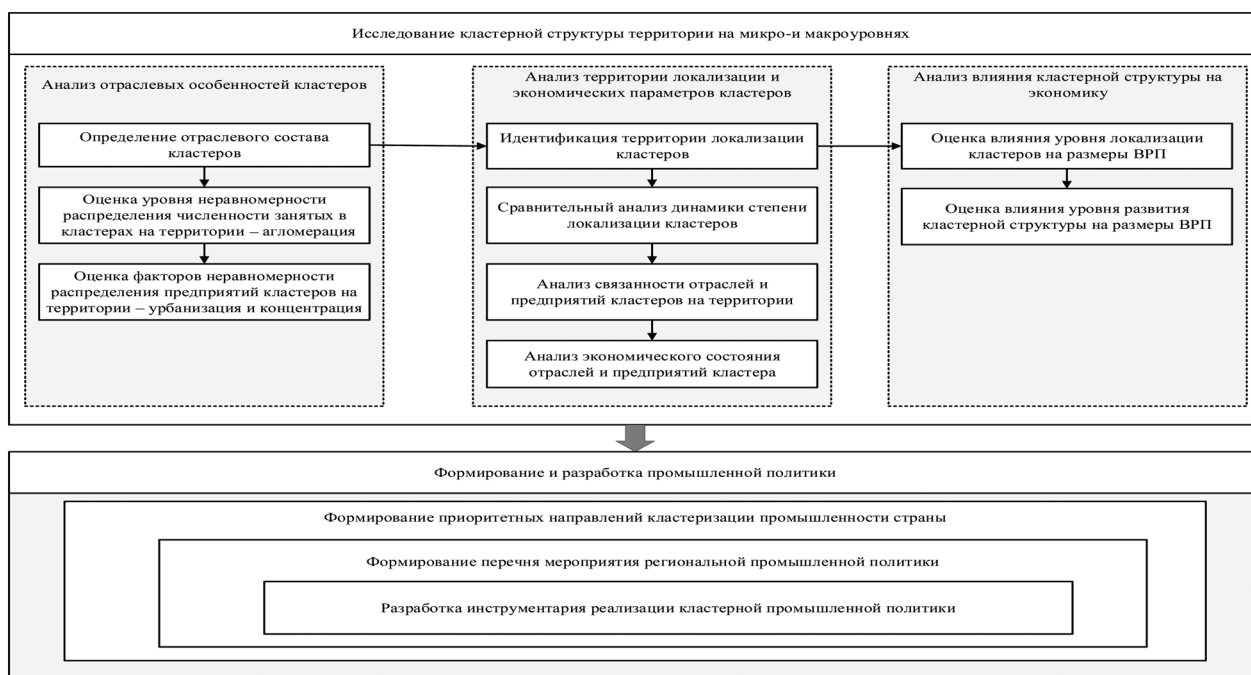 Исследование кластерной структуры территории на микро-и макроуровнях
Анализ отраслевых особенностей кластеров
Определение отраслевого состава
кластеров
Оценка уровня неравномерности
распределения численности занятых в
кластерах на территории – агломерация
Оценка факторов неравномерности
распределения предприятий кластеров на
территории – урбанизация и концентрация
Анализ территории локализации и
экономических параметров кластеров
Идентификация территории локализации
кластеров
Сравнительный анализ динамики степени
локализации кластеров
Анализ связанности отраслей и
предприятий кластеров на территории
Анализ экономического состояния
отраслей и предприятий кластера
Анализ влияния кластерной структуры на
экономику
Оценка влияния уровня локализации
кластеров на размеры ВРП
Оценка влияния уровня развития
кластерной структуры на размеры ВРП
Формирование и разработка промышленной политики
Формирование приоритетных направлений кластеризации промышленности страны
Формирование перечня мероприятия региональной промышленной политики
Разработка инструментария реализации кластерной промышленной политики